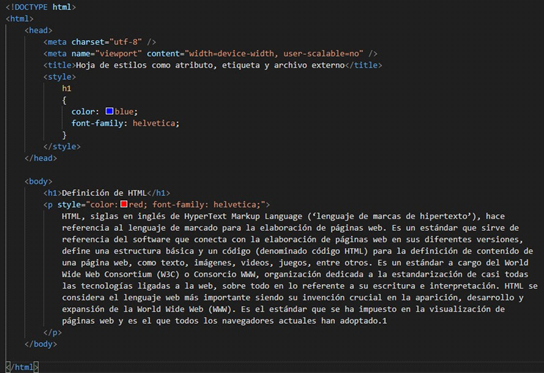 <!DOCTYPE html>
<html>
<head>
<meta charset="utf-8" />
<meta name="viewport" content="width=device-width, user-scalable=no" />
<title>Hoja de estilos como atributo, etiqueta y archivo externo</title>
<style>
h1
{
color: blue;
font-family: helvetica;
}
</style>
</head>
<body>
<h1>Definición de HTML</h1>
<p style="color:red; font-family: helvetica;">
HTML, siglas en inglés de HyperText Markup Language (‘lenguaje de marcas de hipertexto’), hace
referencia al lenguaje de marcado para la elaboración de páginas web. Es un estándar que sirve de
referencia del software que conecta con la elaboración de páginas web en sus diferentes versiones,
define una estructura básica y un código (denominado código HTML) para la definición de contenido de
una página web, como texto, imágenes, videos, juegos, entre otros. Es un estándar a cargo del World
Wide Web Consortium (W3C) o Consorcio WWW, organización dedicada a la estandarización de casi todas
las tecnologías ligadas a la web, sobre todo en lo referente a su escritura e interpretación. HTML se
considera el lenguaje web más importante siendo su invención crucial en la aparición, desarrollo y
expansión de la World Wide Web (WWW). Es el estándar que se ha impuesto en la visualización de
páginas web y es el que todos los navegadores actuales han adoptado.1
</p>
</body>
</html>